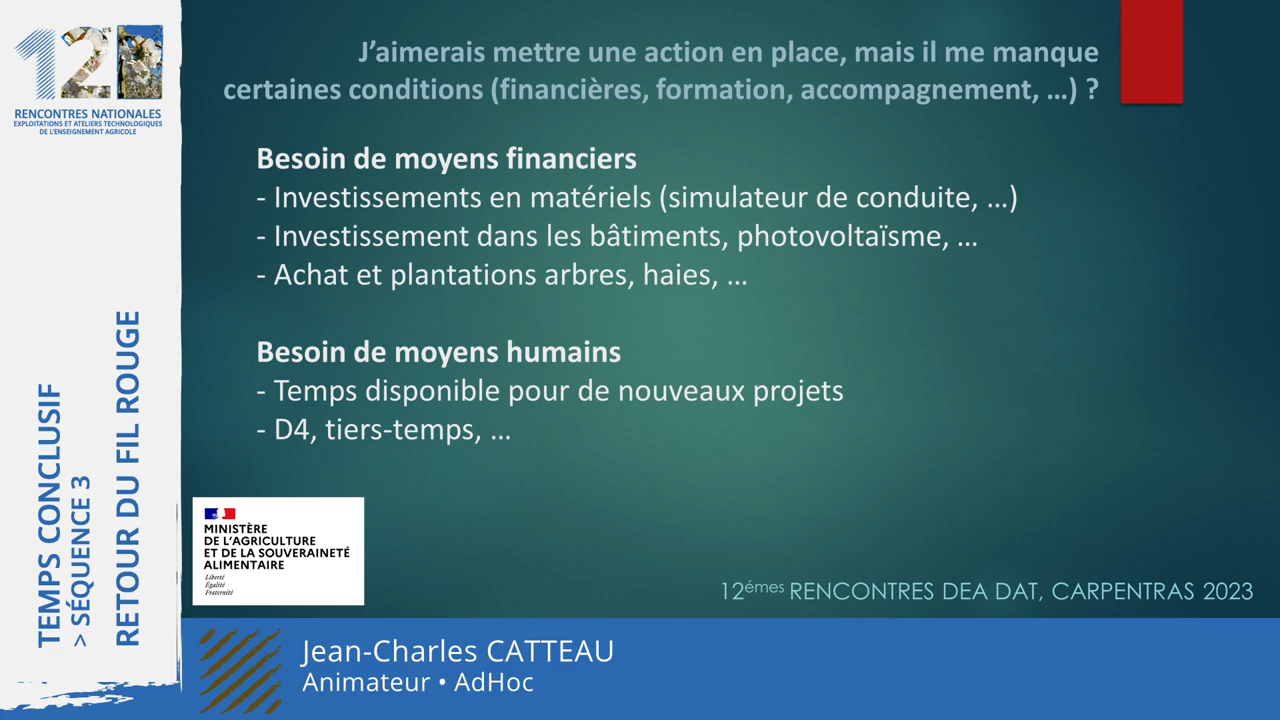 12es
RENCONTRES NATIONALES
EXPLOITATIONS ET ATELIERS TECHNOLOGIQUES
DE L'ENSEIGNEMENT AGRICOLE
TEMPS CONCLUSIF
> SÉQUENCE 3
RETOUR DU FIL ROUGE
J’aimerais mettre une action en place, mais il me manque
certaines conditions (financières, formation, accompagnement, …) ?
Besoin de moyens financiers
- Investissements en matériels (simulateur de conduite, …)
- Investissement dans les bâtiments, photovoltaïsme, …
- Achat et plantations arbres, haies, …
Besoin de moyens humains
- Temps disponible pour de nouveaux projets
- D4, tiers-temps, …
MINISTÈRE
DE L’AGRICULTURE
ET DE LA SOUVERAINETÉ
ALIMENTAIRE
Liberté
Égalité
Fraternité
12émes RENCONTRES DEA DAT, CARPENTRAS 2023
Jean-Charles CATTEAU
Animateur • AdHoc